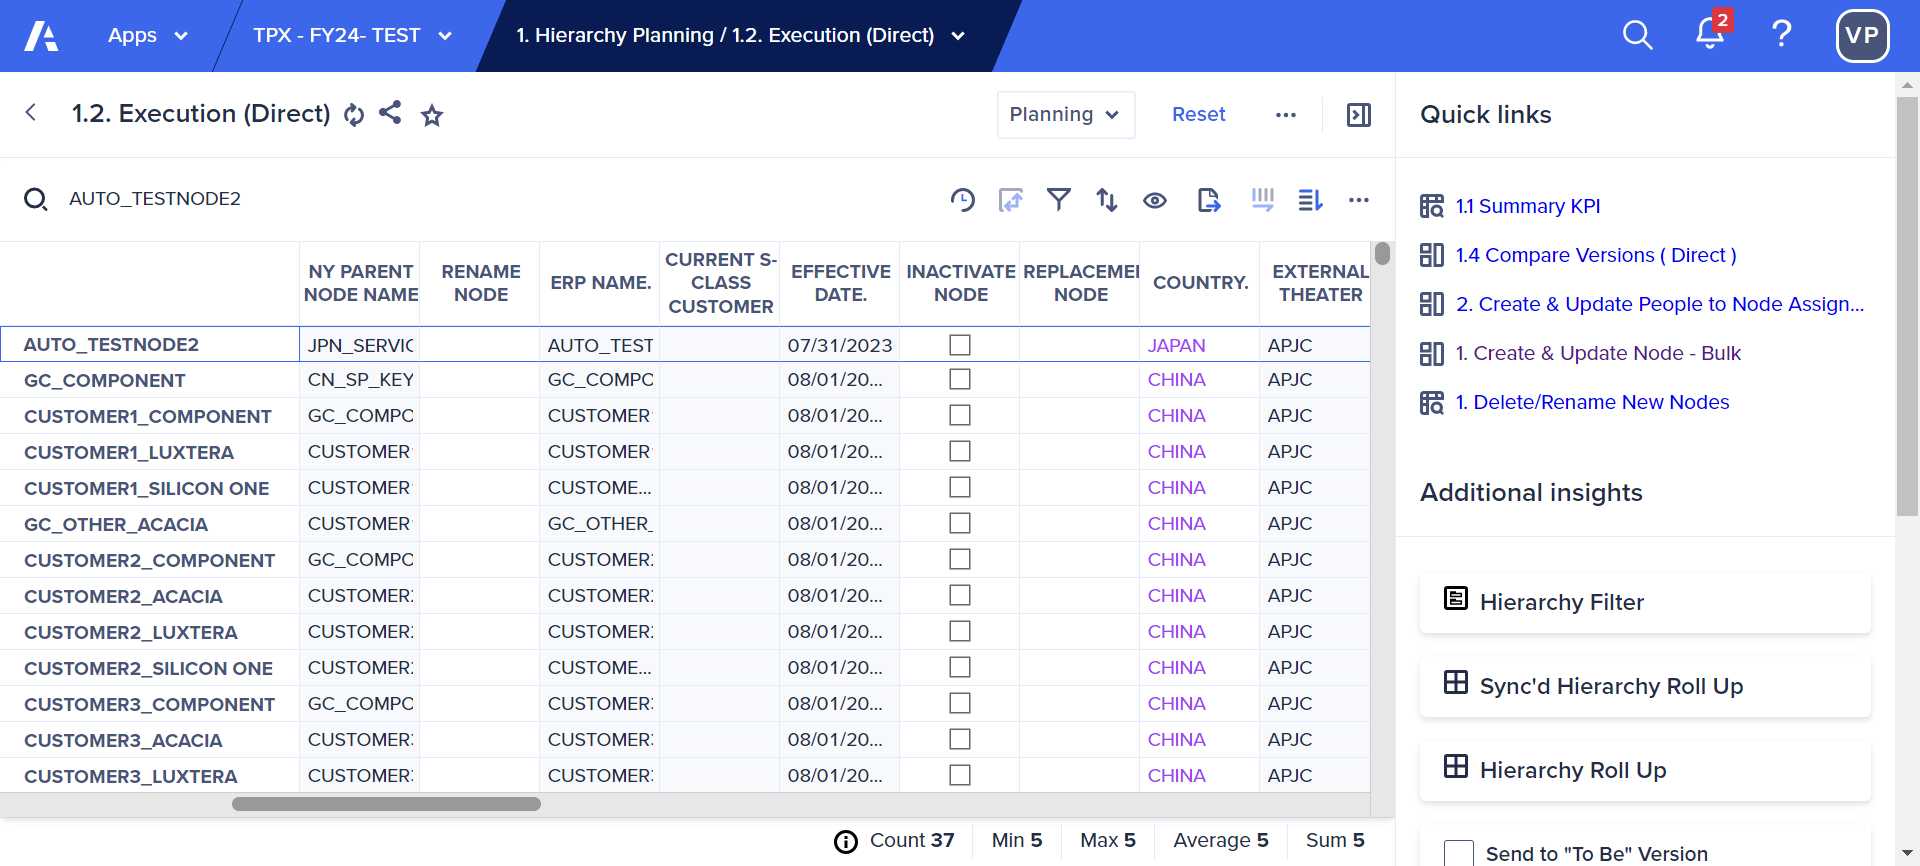 Apps
TPX - FY24- TEST
1. Hierarchy Planning / 1.2. Execution (Direct)
2
?
VP
1.2. Execution (Direct)
Planning
Reset
AUTO_TESTNODE2
NY PARENT NODE NAME
RENAME NODE
ERP NAME.
CURRENT S-CLASS CUSTOMER
EFFECTIVE DATE.
INACTIVATE NODE
REPLACEMEI NODE
COUNTRY.
EXTERNAL THEATER
AUTO_TESTNODE2 JPN_SERVIC AUTO_TEST 07/31/2023 JAPAN APJC
GC_COMPONENT CN_SP_KEY GC_COMPO 08/01/20... CHINA APJC
CUSTOMER1_COMPONENT GC_COMPO CUSTOMER 08/01/20... CHINA APJC
CUSTOMER1_LUXTERA CUSTOMER CUSTOMER 08/01/20... CHINA APJC
CUSTOMER1_SILICON ONE CUSTOMER CUSTOME... 08/01/20... CHINA APJC
GC_OTHER_ACACIA CUSTOMER GC_OTHER_ 08/01/20... CHINA APJC
CUSTOMER2_COMPONENT GC_COMPO CUSTOMER 08/01/20... CHINA APJC
CUSTOMER2_ACACIA CUSTOMER CUSTOMER 08/01/20... CHINA APJC
CUSTOMER2_LUXTERA CUSTOMER CUSTOMER 08/01/20... CHINA APJC
CUSTOMER2_SILICON ONE CUSTOMER CUSTOME... 08/01/20... CHINA APJC
CUSTOMER3_COMPONENT GC_COMPO CUSTOMER 08/01/20... CHINA APJC
CUSTOMER3_ACACIA CUSTOMER CUSTOMER 08/01/20... CHINA APJC
CUSTOMER3_LUXTERA CUSTOMER CUSTOMER 08/01/20... CHINA APJC
Count 37 Min 5 Max 5 Average 5 Sum 5
Quick links
1.1 Summary KPI
1.4 Compare Versions ( Direct )
2. Create & Update People to Node Assign...
1. Create & Update Node - Bulk
1. Delete/Rename New Nodes
Additional insights
Hierarchy Filter
Sync'd Hierarchy Roll Up
Hierarchy Roll Up
Send to "To Be" Version